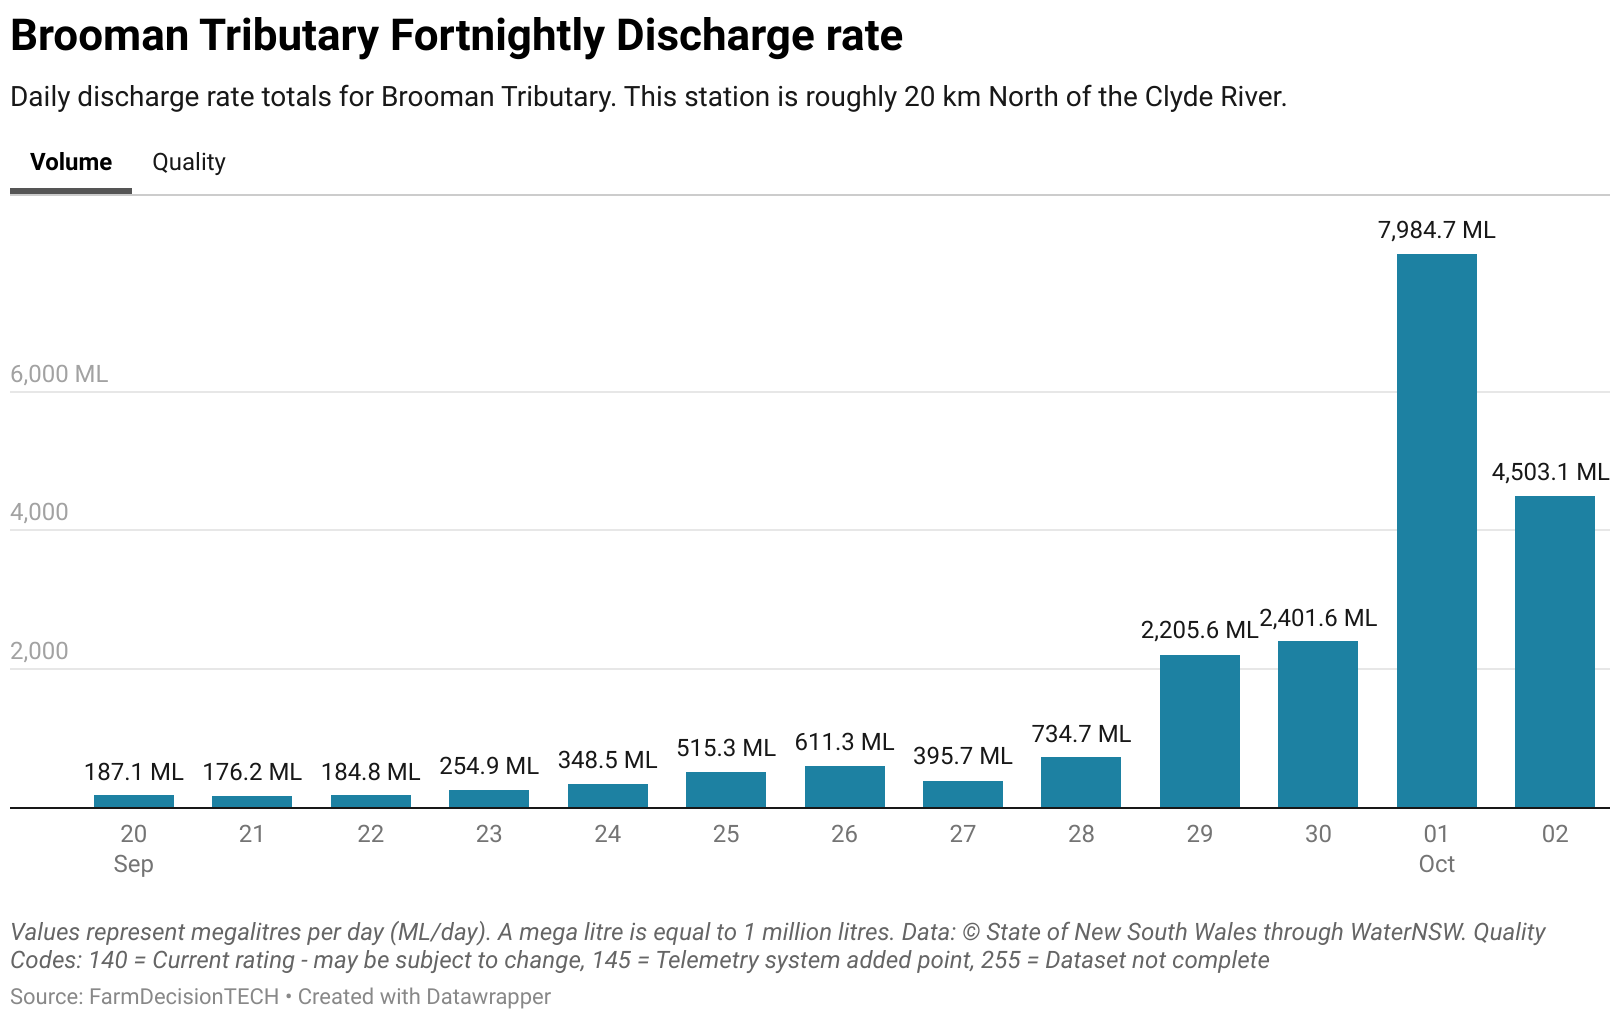 Brooman Tributary Fortnightly Discharge rate
Daily discharge rate totals for Brooman Tributary. This station is roughly 20 km North of the Clyde River.
Volume Quality
7,984.7 ML
6,000 ML
4,503.1 ML
4,000
2,205.6 ML 2,401.6 ML
2,000
187.1 ML 176.2 ML 184.8 ML 254.9 ML 348.5 ML 515.3 ML 611.3 ML 395.7 ML 734.7 ML
20 21 22 23 24 25 26 27 28 29 30 01 02
Sep Oct
Values represent megalitres per day (ML/day). A mega litre is equal to 1 million litres. Data: © State of New South Wales through WaterNSW. Quality
Codes: 140 = Current rating - may be subject to change, 145 = Telemetry system added point, 255 = Dataset not complete
Source: FarmDecisionTECH • Created with Datawrapper